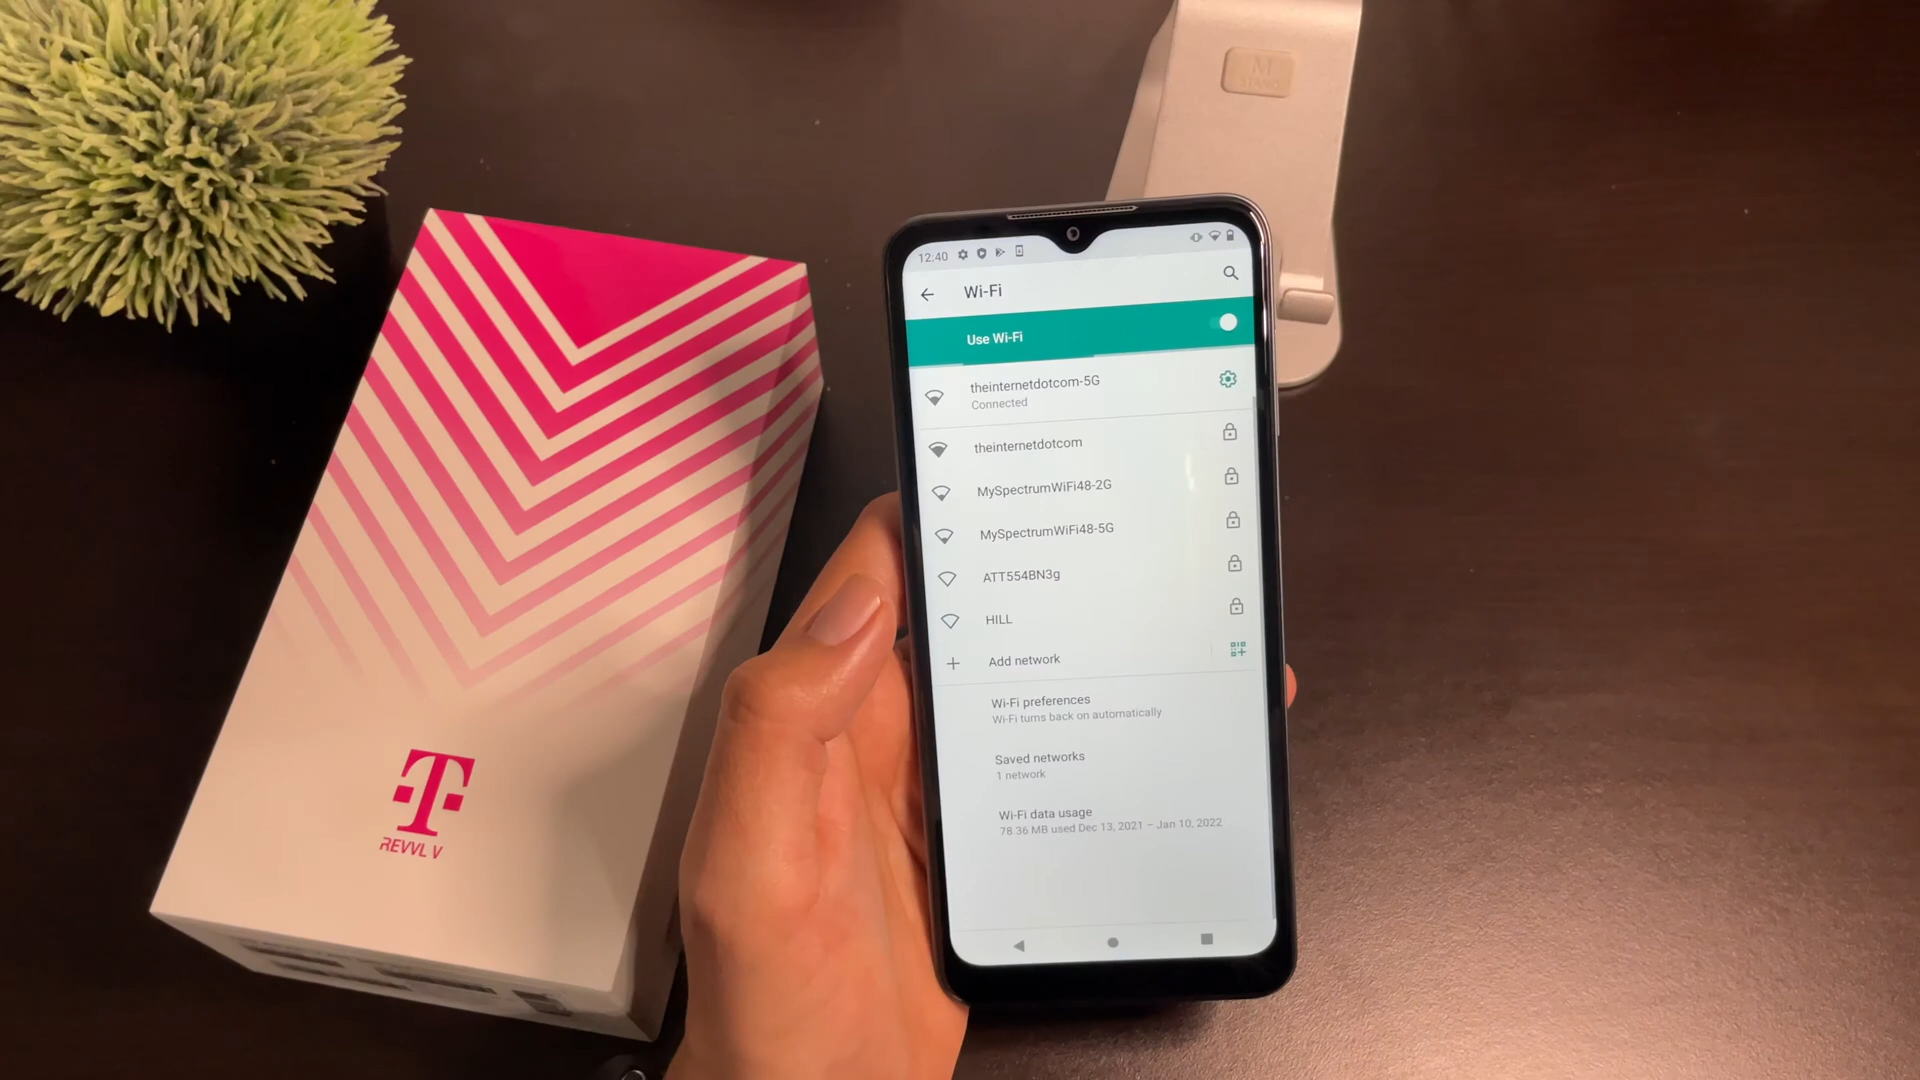 M
STAND
12:40
Wi-Fi
Use Wi-Fi
theinternetdotcom-5G
Connected
theinternetdotcom
MySpectrumWiFi48-2G
MySpectrumWiFi48-5G
ATT554BN3g
HILL
Add network
Wi-Fi preferences
Wi-Fi turns back on automatically
Saved networks
1 network
Wi-Fi data usage
78.36 MB used Dec 13, 2021 – Jan 10, 2022
T
REVVL V